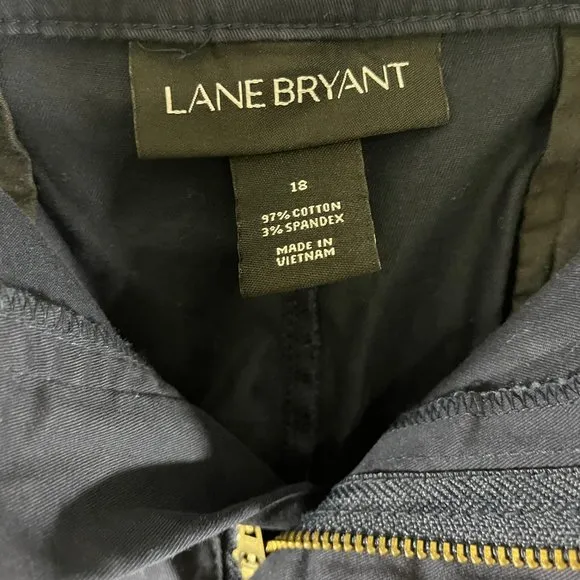 LANE BRYANT
18
97% COTTON
3% SPANDEX
MADE IN
VIETNAM